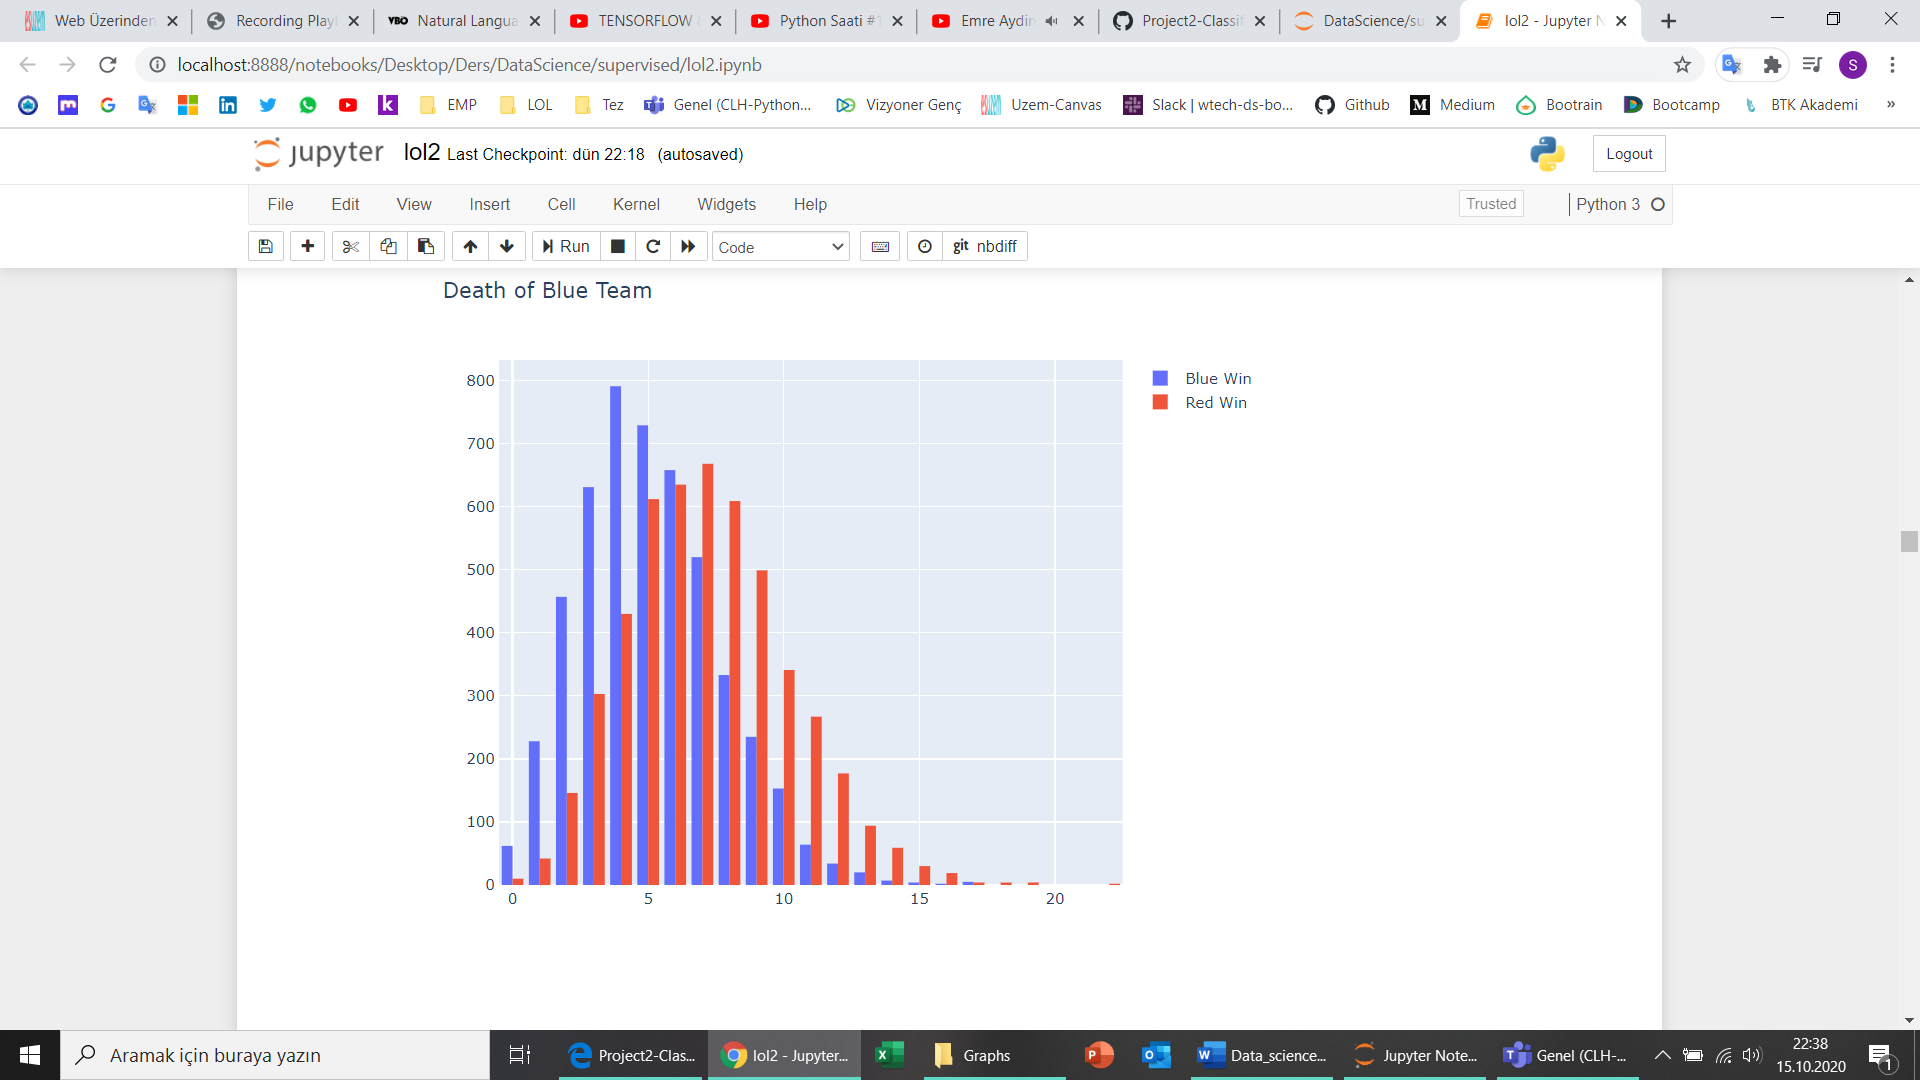 Web Üzerinden
Recording Play
VBO Natural Langua
TENSORFLOW
Python Saati #
Emre Aydin
Project2-Classif
DataScience/su
lol2 - Jupyter N
localhost:8888/notebooks/Desktop/Ders/DataScience/supervised/lol2.ipynb
S
EMP
LOL
Tez
Genel (CLH-Python...
Vizyoner Genç
Uzem-Canvas
Slack | wtech-ds-bo...
Github
Medium
Bootrain
Bootcamp
BTK Akademi
»
jupyter lol2 Last Checkpoint: dün 22:18 (autosaved)
Logout
File Edit View Insert Cell Kernel Widgets Help
Trusted
Python 3
Run
Code
git nbdiff
Death of Blue Team
800
700
600
500
400
300
200
100
0
0 5 10 15 20
Blue Win
Red Win
Aramak için buraya yazın
Project2-Clas...
lol2 - Jupyter...
Graphs
Data_science...
Jupyter Note...
Genel (CLH-...
22:38
15.10.2020
1